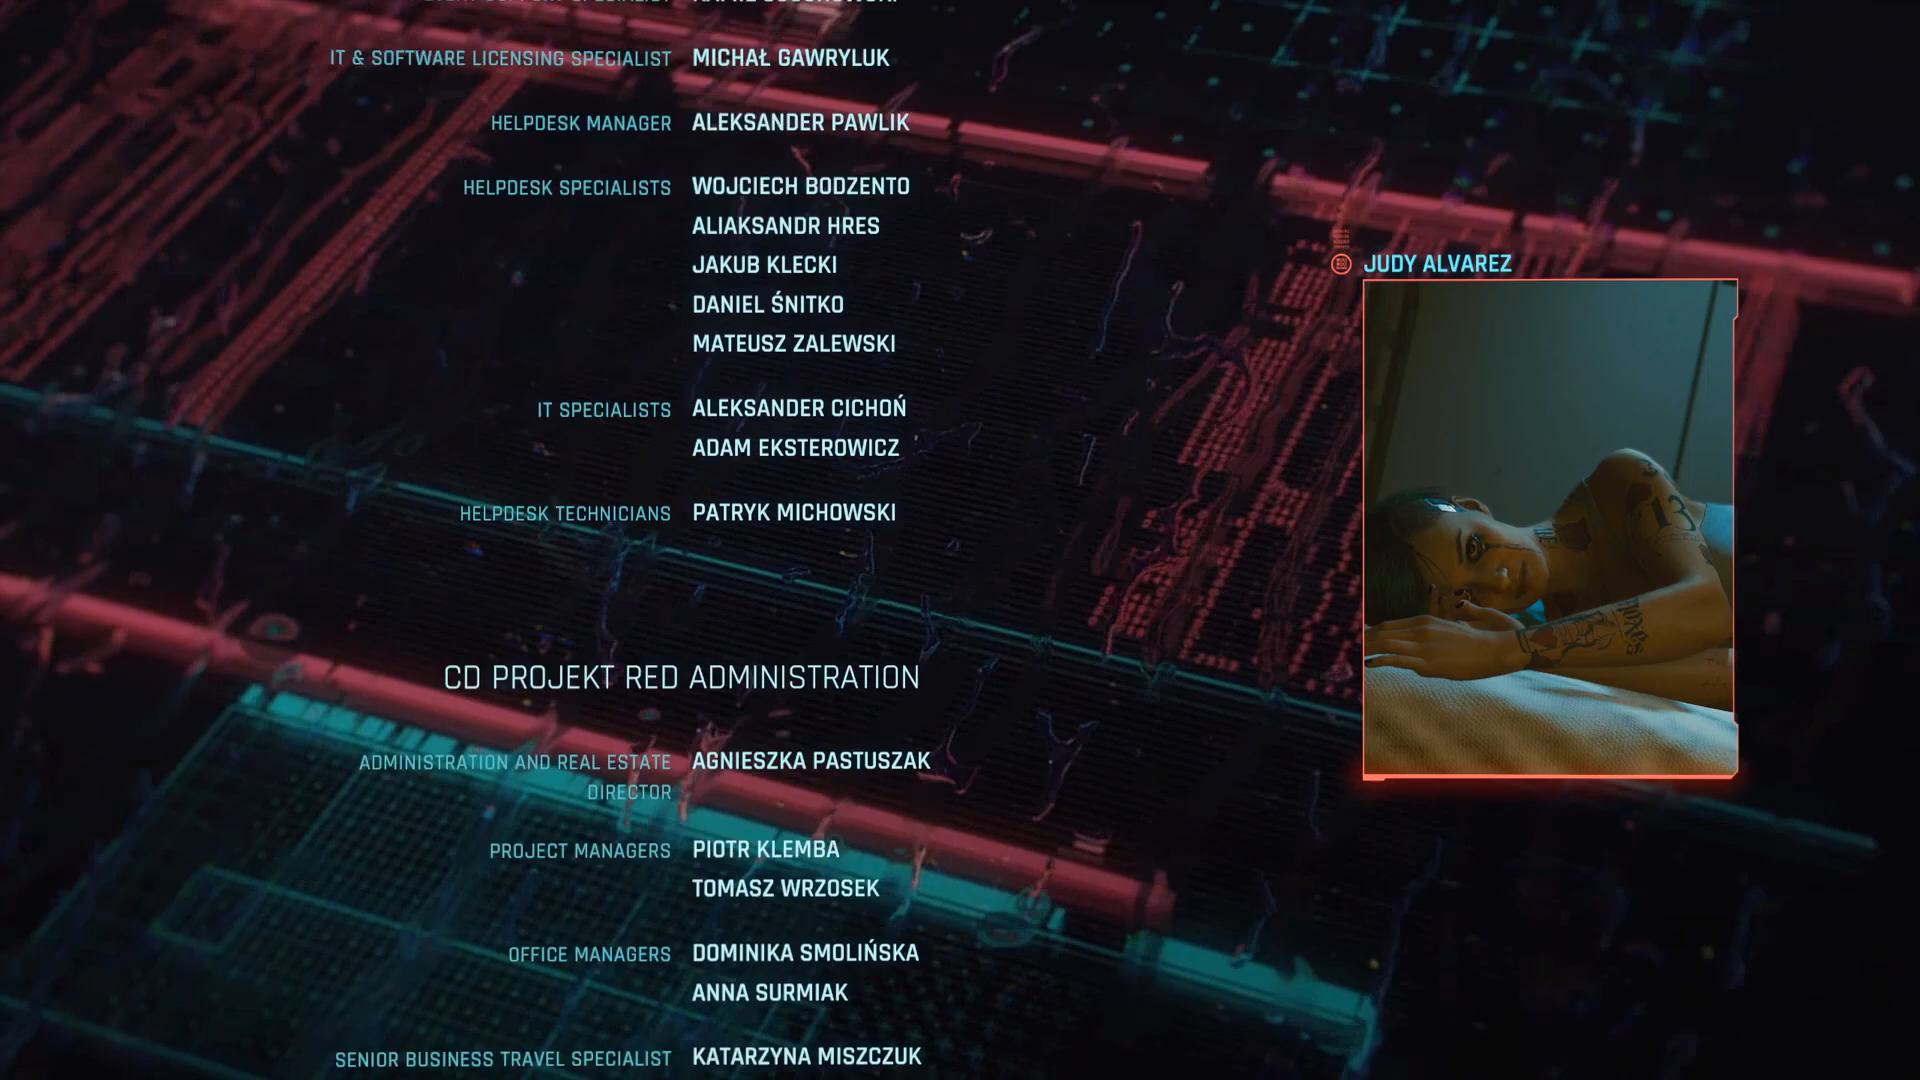 IT & SOFTWARE LICENSING SPECIALIST MICHAŁ GAWRYLUK
HELPDESK MANAGER ALEKSANDER PAWLIK
HELPDESK SPECIALISTS WOJCIECH BODZENTO
ALIAKSANDR HRES
JAKUB KLECKI
DANIEL ŚNITKO
MATEUSZ ZALEWSKI
IT SPECIALISTS ALEKSANDER CICHOŃ
ADAM EKSTEROWICZ
HELPDESK TECHNICIANS PATRYK MICHOWSKI
CD PROJEKT RED ADMINISTRATION
ADMINISTRATION AND REAL ESTATE AGNIESZKA PASTUSZAK
DIRECTOR
PROJECT MANAGERS PIOTR KLEMBA
TOMASZ WRZOSEK
OFFICE MANAGERS DOMINIKA SMOLIŃSKA
ANNA SURMIAK
SENIOR BUSINESS TRAVEL SPECIALIST KATARZYNA MISZCZUK
JUDY ALVAREZ
13